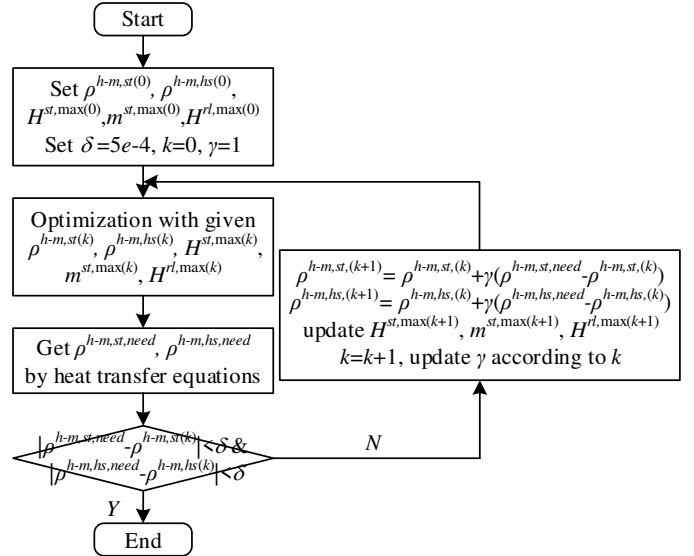 Start
Set ρ^{h-m,st(0)}, ρ^{h-m,hs(0)},
H^{st,max(0)},m^{st,max(0)},H^{rl,max(0)}
Set δ=5e-4, k=0, γ=1
Optimization with given
ρ^{h-m,st(k)}, ρ^{h-m,hs(k)}, H^{st,max(k)},
m^{st,max(k)}, H^{rl,max(k)}
Get ρ^{h-m,st,need}, ρ^{h-m,hs,need}
by heat transfer equations
|ρ^{h-m,st,need}-ρ^{h-m,st(k)}|<δ&
|ρ^{h-m,hs,need}-ρ^{h-m,hs(k)}|<δ
N
ρ^{h-m,st,(k+1)}= ρ^{h-m,st,(k)}+γ(ρ^{h-m,st,need}-ρ^{h-m,st,(k)})
ρ^{h-m,hs,(k+1)}= ρ^{h-m,hs,(k)}+γ(ρ^{h-m,hs,need}-ρ^{h-m,hs,(k)})
update H^{st,max(k+1)}, m^{st,max(k+1)}, H^{rl,max(k+1)}
k=k+1, update γ according to k
Y
End